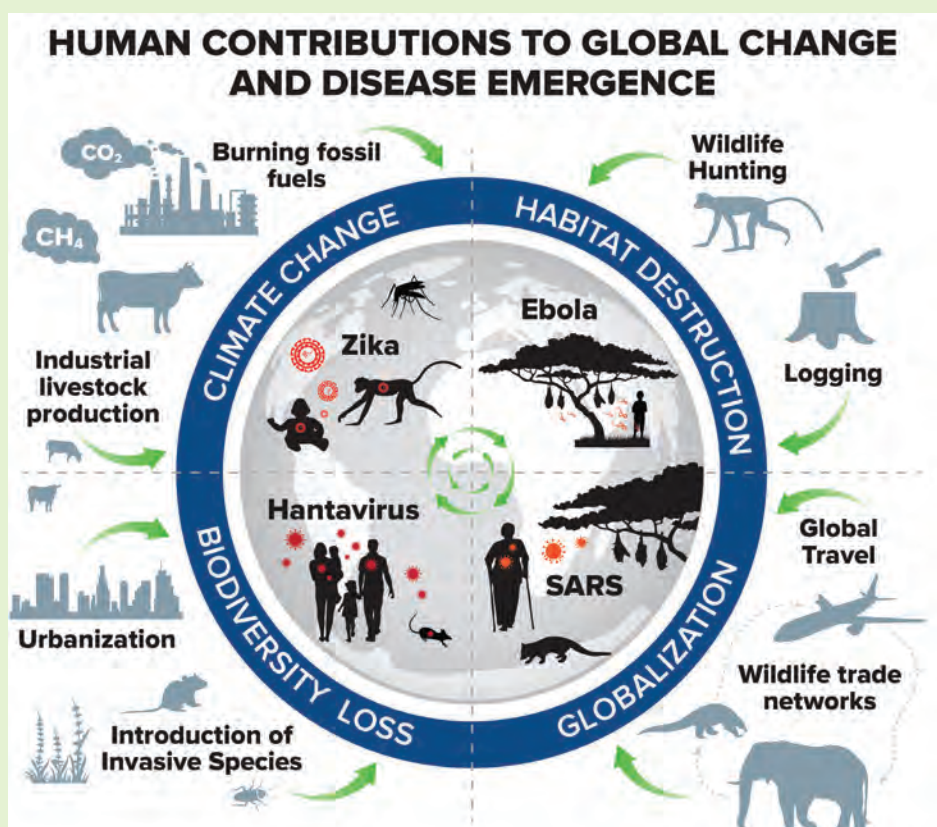 HUMAN CONTRIBUTIONS TO GLOBAL CHANGE
AND DISEASE EMERGENCE
CO₂
Burning fossil
fuels
CH₄
Industrial
livestock
production
CLIMATE CHANGE
Zika
Wildlife
Hunting
Logging
HABITAT DESTRUCTION
Ebola
Urbanization
Introduction of
Invasive Species
BIODIVERSITY LOSS
Hantavirus
Global
Travel
Wildlife trade
networks
GLOBALIZATION
SARS